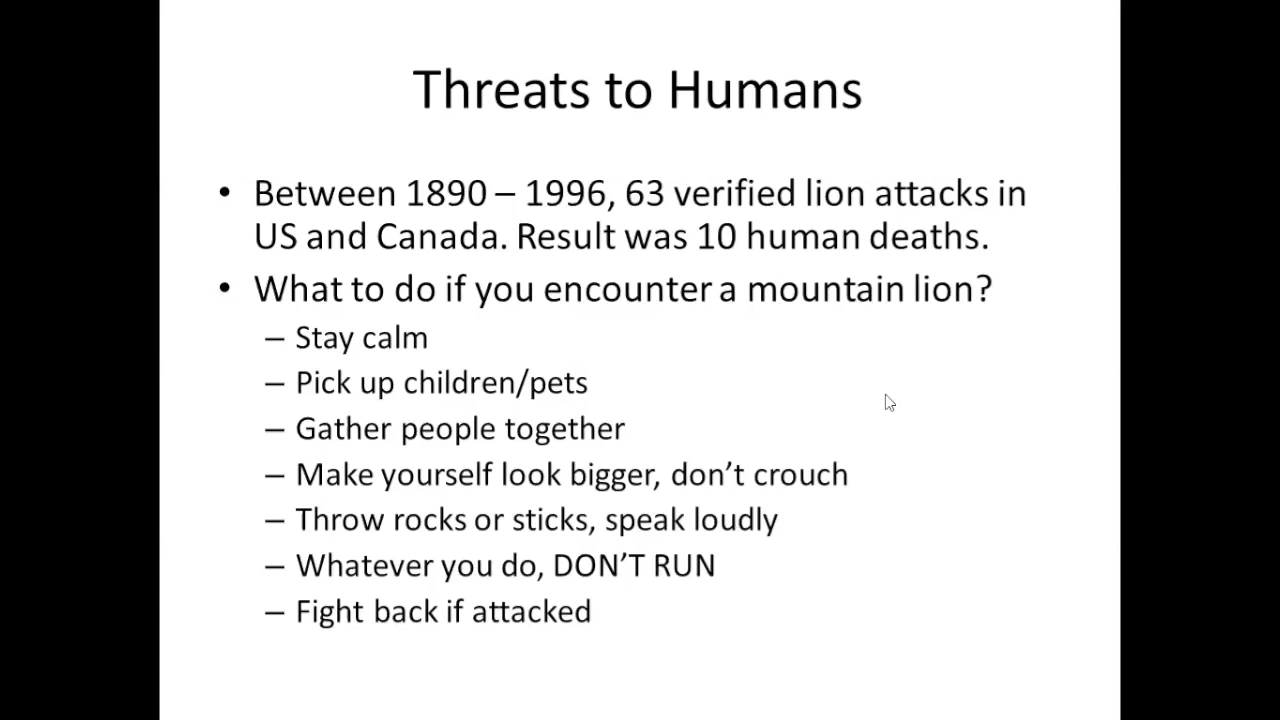 Threats to Humans
• Between 1890 – 1996, 63 verified lion attacks in
US and Canada. Result was 10 human deaths.
• What to do if you encounter a mountain lion?
– Stay calm
– Pick up children/pets
– Gather people together
– Make yourself look bigger, don’t crouch
– Throw rocks or sticks, speak loudly
– Whatever you do, DON’T RUN
– Fight back if attacked